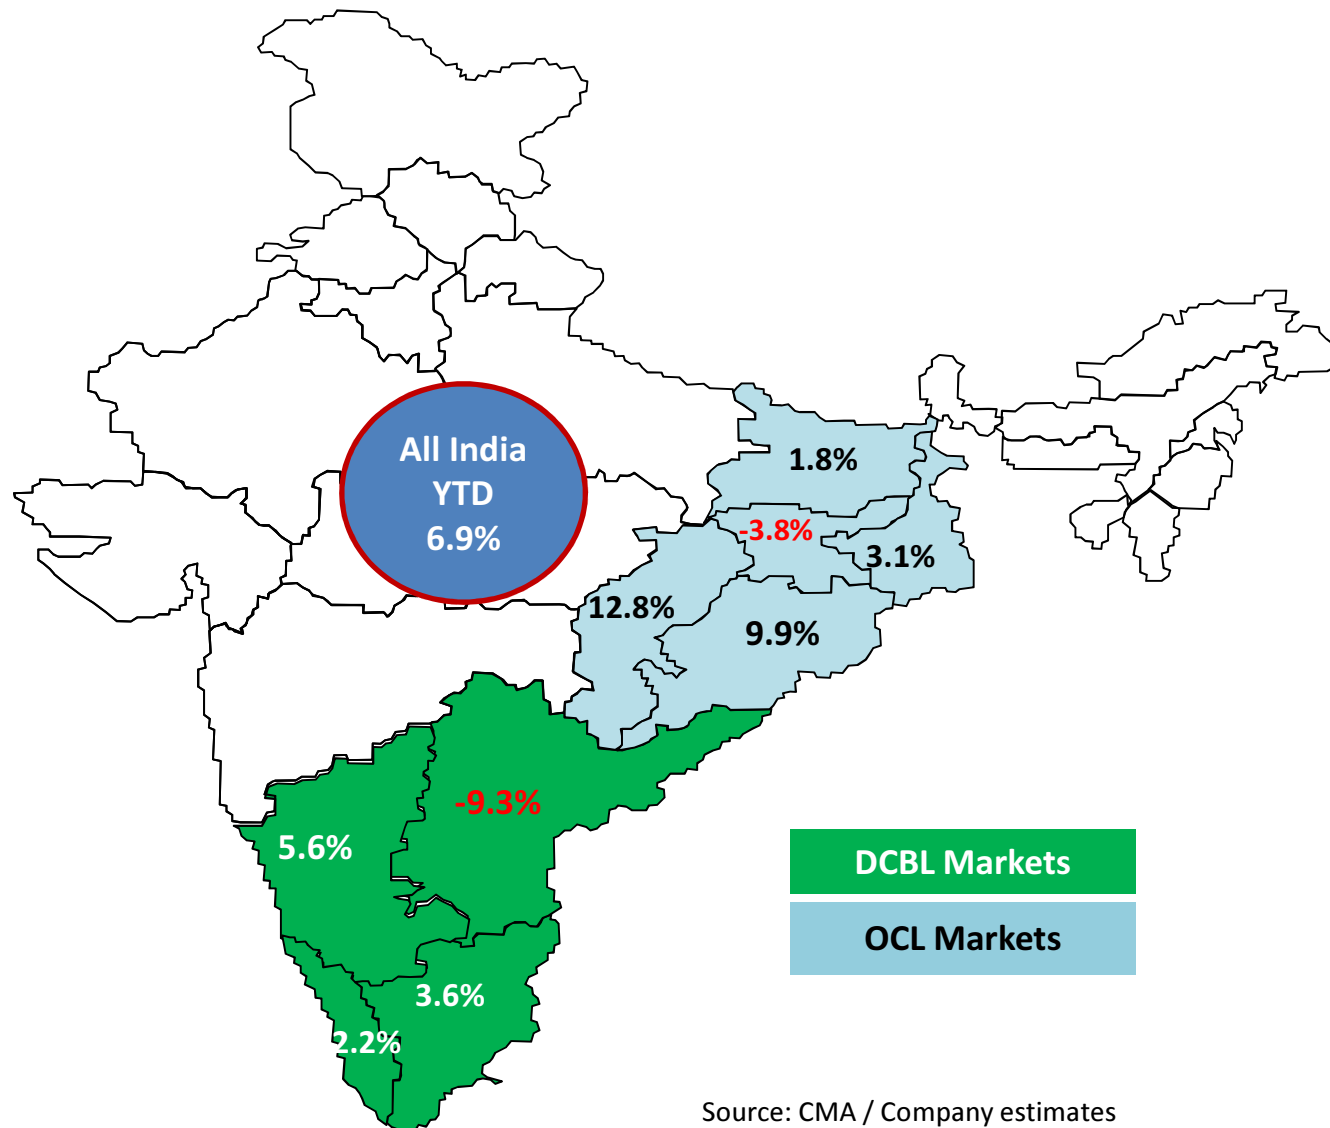 All India
YTD
6.9%
1.8%
-3.8%
3.1%
12.8%
9.9%
-9.3%
5.6%
3.6%
2.2%
DCBL Markets
OCL Markets
Source: CMA / Company estimates